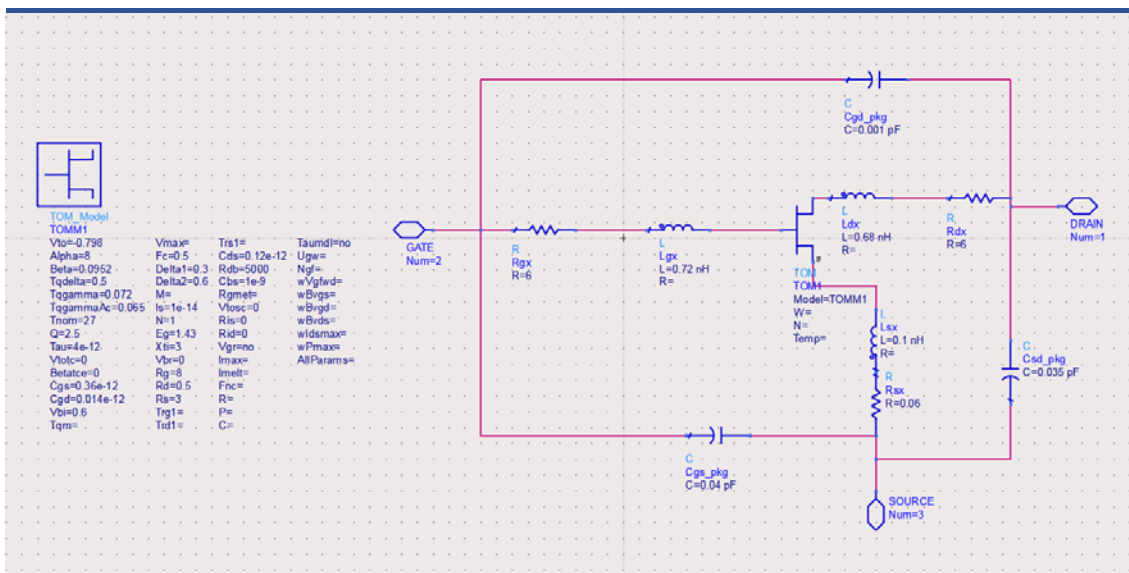 TOM_Model
TOMM1
Vto=-0.798
Alpha=8
Beta=0.0952
Tqdelta=0.5
Tqgamma=0.072
TqgammaAc=0.065
Tnom=27
Q=2.5
Tau=4e-12
Vtotc=0
Betatce=0
Cgs=0.36e-12
Cgd=0.014e-12
Vbi=0.6
Tqm=
Vmax=
Fc=0.5
Delta1=0.3
Delta2=0.6
M=
Is=1e-14
N=1
Eg=1.43
Xti=3
Vbr=0
Rg=8
Rd=0.5
Rs=3
Trg1=
Trd1=
Trs1=
Cds=0.12e-12
Rdb=5000
Cbs=1e-9
Rgmet=
Vtosc=0
Ris=0
Rid=0
Vgr=no
Imax=
Imelt=
Fnc=
R=
P=
C=
Taumdl=no
Ugw=
Ngf=
wVgfwd=
wBvgs=
wBvgd=
wBvds=
wIdsmax=
wPmax=
AllParams=
GATE
Num=2
R
Rgx
R=6
L
Lgx
L=0.72 nH
R=
C
Cgd_pkg
C=0.001 pF
L
Ldx
L=0.68 nH
R=
R
Rdx
R=6
DRAIN
Num=1
TOM
TOM1
Model=TOMM1
W=
N=
Temp=
L
Lsx
L=0.1 nH
R=
R
Rsx
R=0.06
C
Csd_pkg
C=0.035 pF
C
Cgs_pkg
C=0.04 pF
SOURCE
Num=3